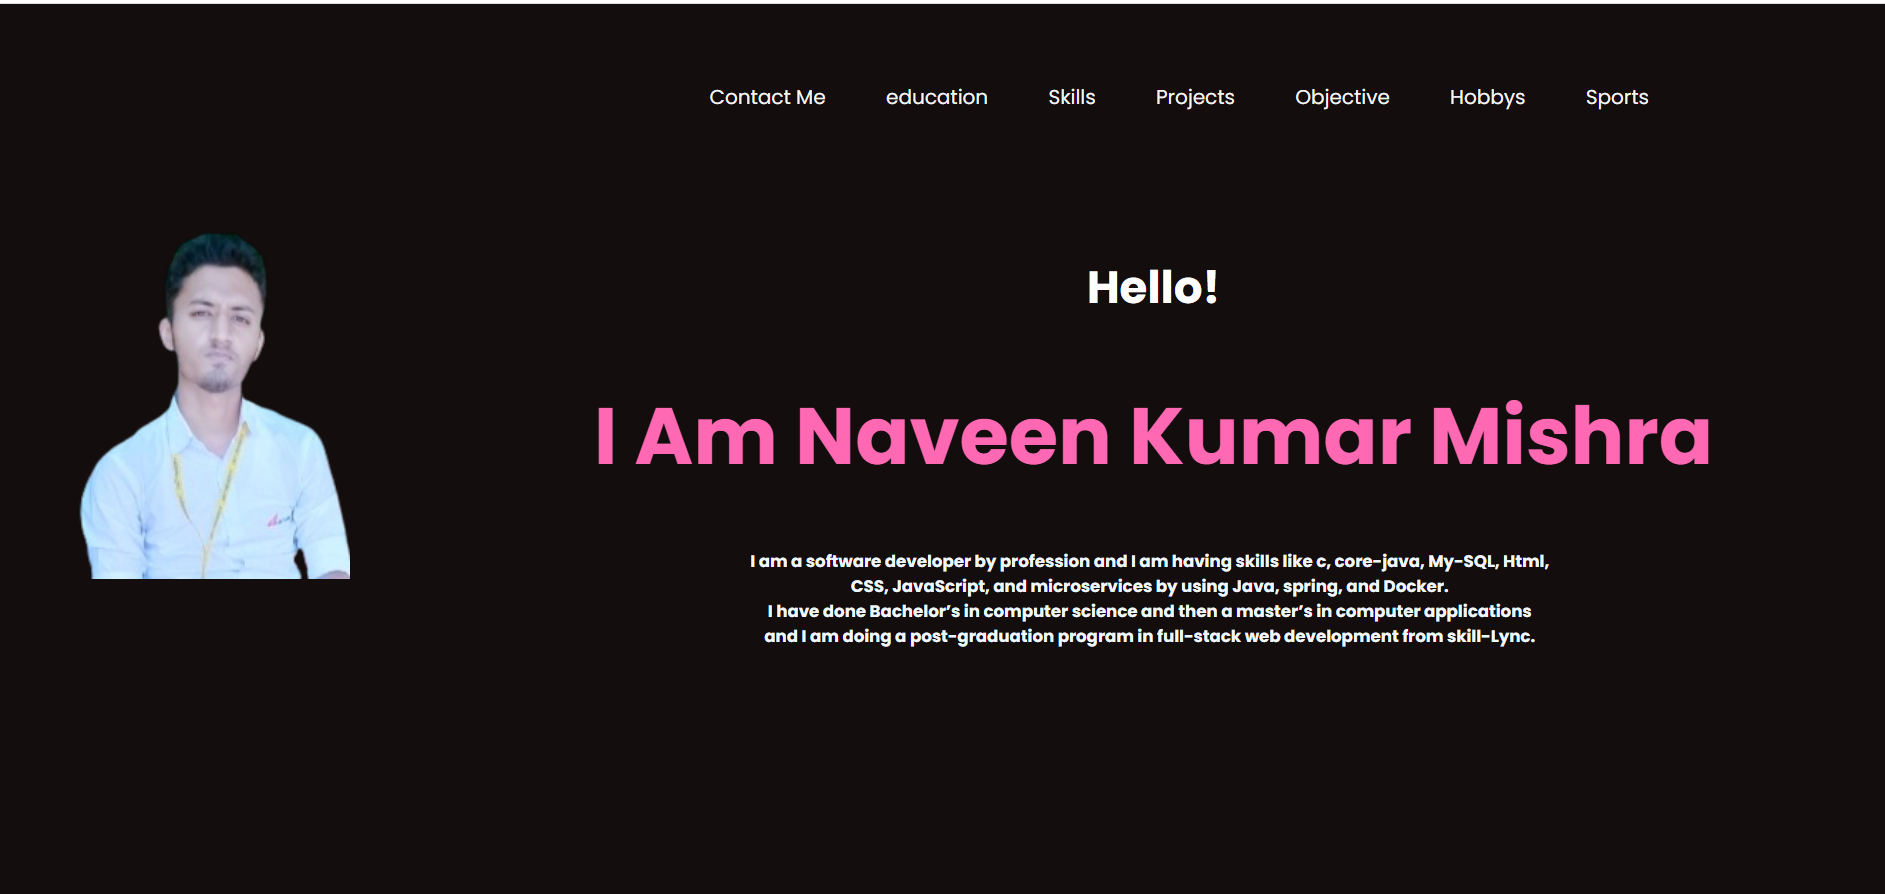 Contact Me education Skills Projects Objective Hobbys Sports
Hello!
I Am Naveen Kumar Mishra
I am a software developer by profession and I am having skills like c, core-java, My-SQL, Html,
CSS, JavaScript, and microservices by using Java, spring, and Docker.
I have done Bachelor’s in computer science and then a master’s in computer applications
and I am doing a post-graduation program in full-stack web development from skill-Lync.